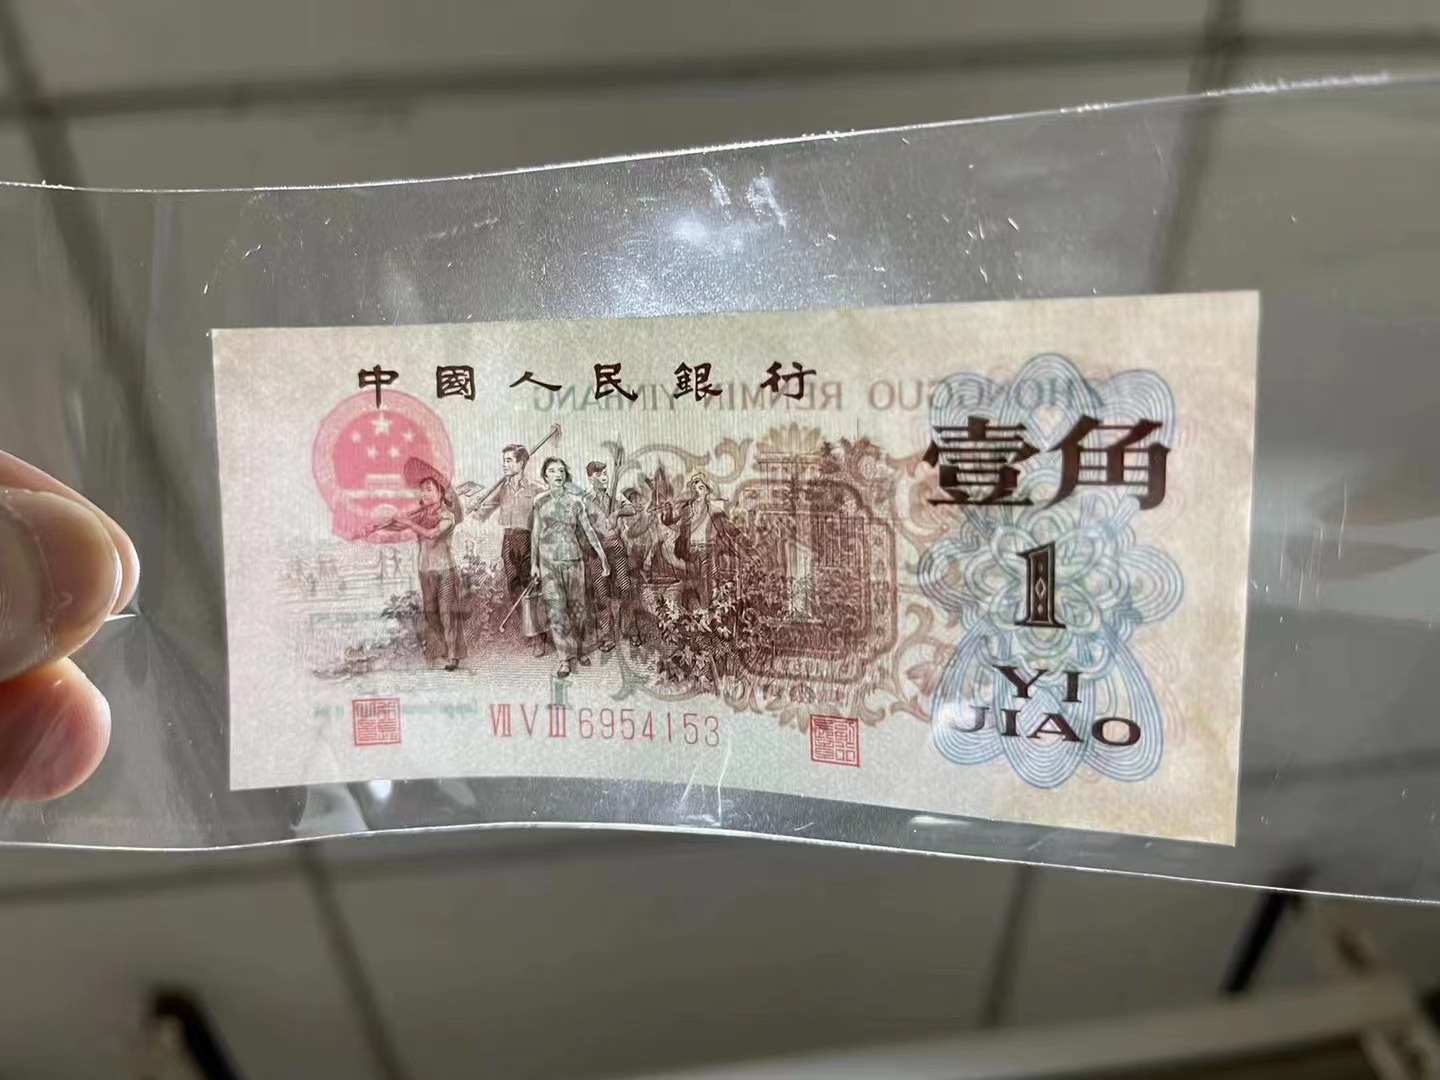 中國人民銀行
ZHONGGUO RENMIN YINHANG
壹角
1
YI
JIAO
VII V III 6954153